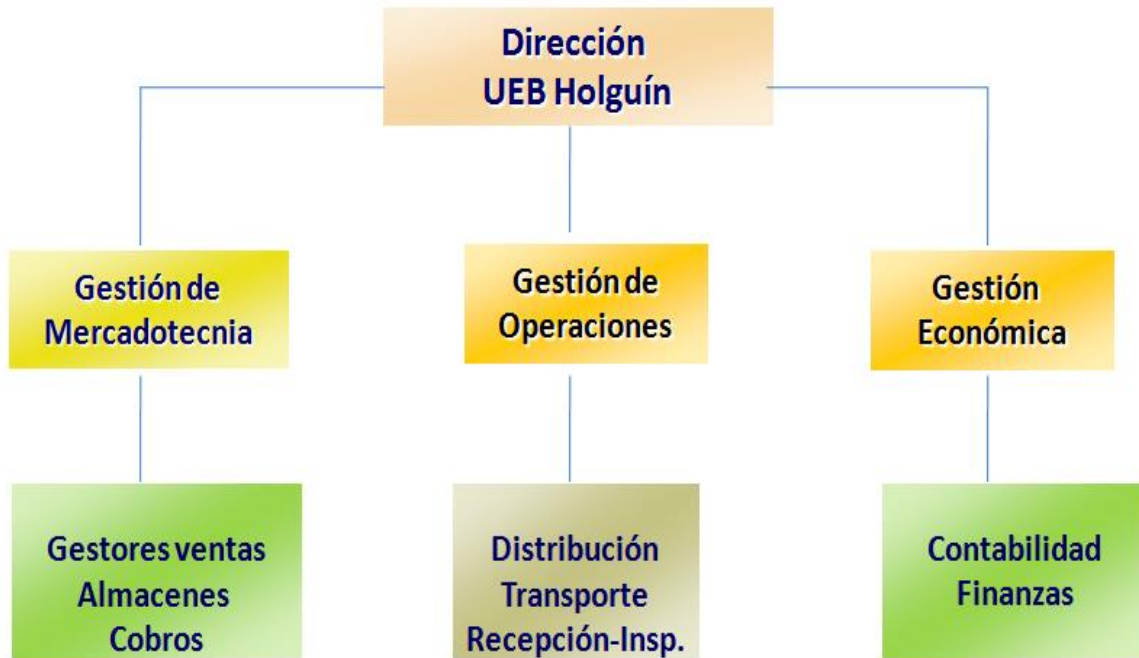 Dirección
UEB Holguín
Gestión de
Mercadotecnia
Gestión de
Operaciones
Gestión
Económica
Gestores ventas
Almacenes
Cobros
Distribución
Transporte
Recepción-Insp.
Contabilidad
Finanzas